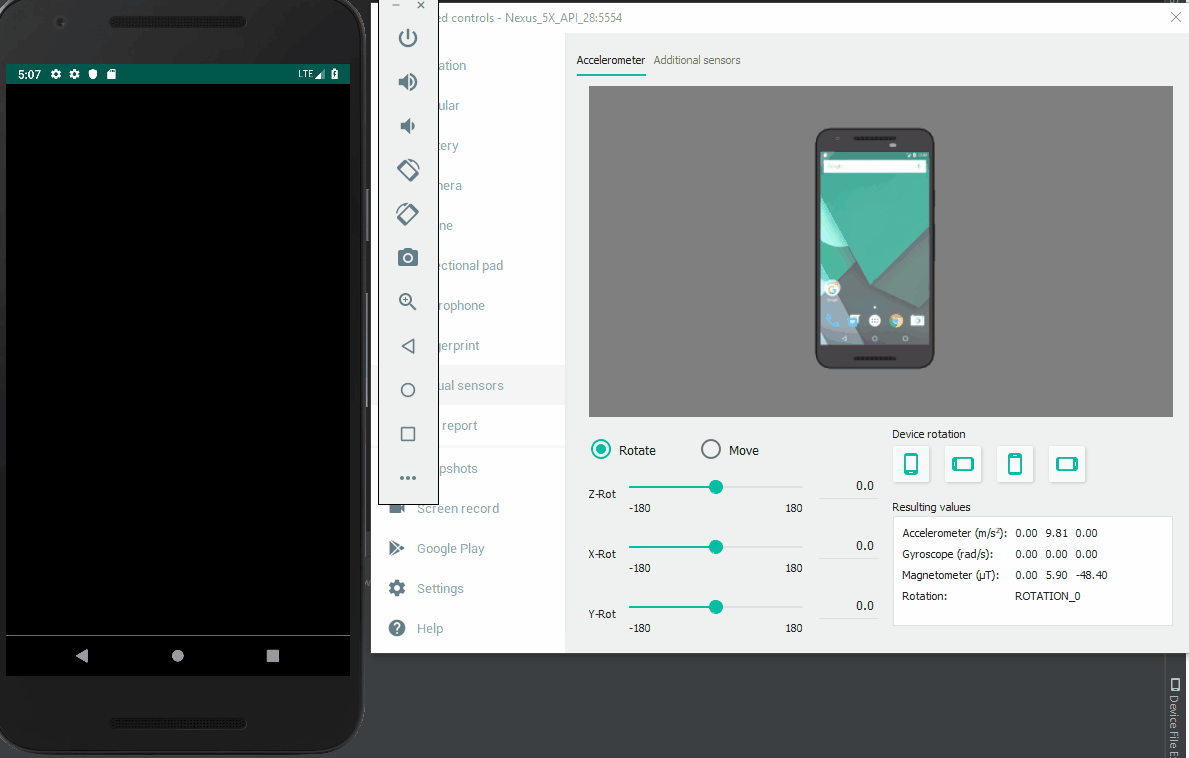 5:07
LTE
ed controls - Nexus_5X_API_28:5554
ation
ular
ery
nera
ne
ectional pad
rophone
gerprint
ual sensors
report
pshots
Screen record
Google Play
Settings
Help
Accelerometer Additional sensors
Rotate Move
Z-Rot
-180 180
0.0
X-Rot
-180 180
0.0
Y-Rot
-180 180
0.0
Device rotation
Resulting values
Accelerometer (m/s²): 0.00 9.81 0.00
Gyroscope (rad/s): 0.00 0.00 0.00
Magnetometer (μT): 0.00 5.90 -48.40
Rotation: ROTATION_0
Device File E